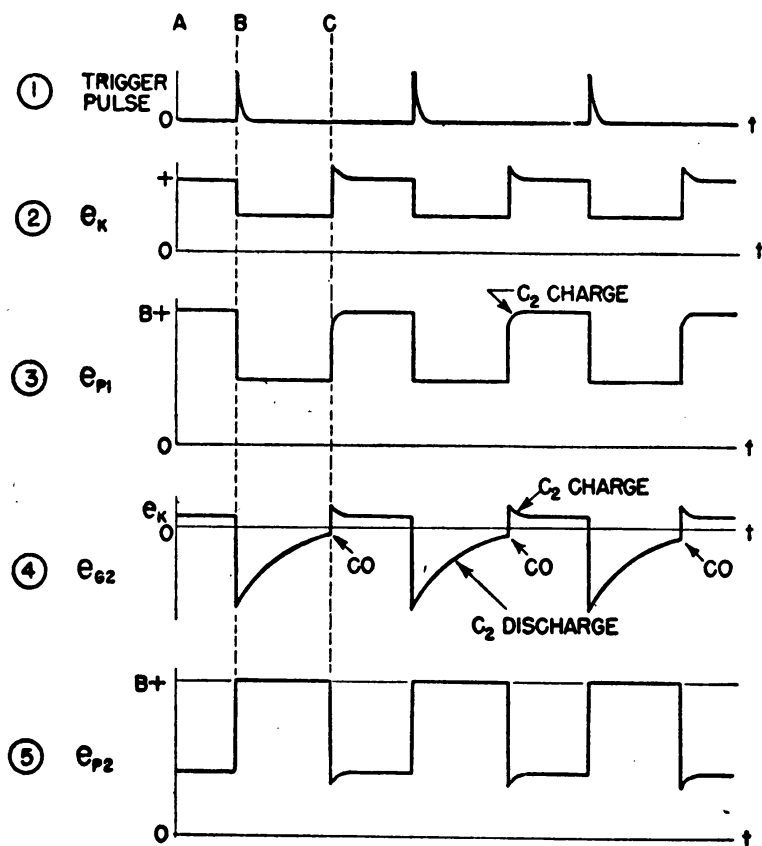 A B C
① TRIGGER
PULSE
0 t
+
② eK
0 t
C2 CHARGE
B+
③ eP1
0 t
eK C2 CHARGE
0 t
④ eG2
CO CO CO
C2 DISCHARGE
B+
⑤ eP2
0 t